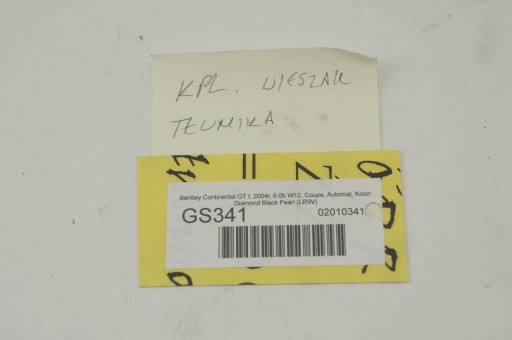 KPL. WIESZAK
TŁUMIKA
Bentley Continental GT I, 2004r, 6.0b W12, Coupe, Automat, Kolor:
Diamond Black Pearl (LR9V)
GS341
02010341